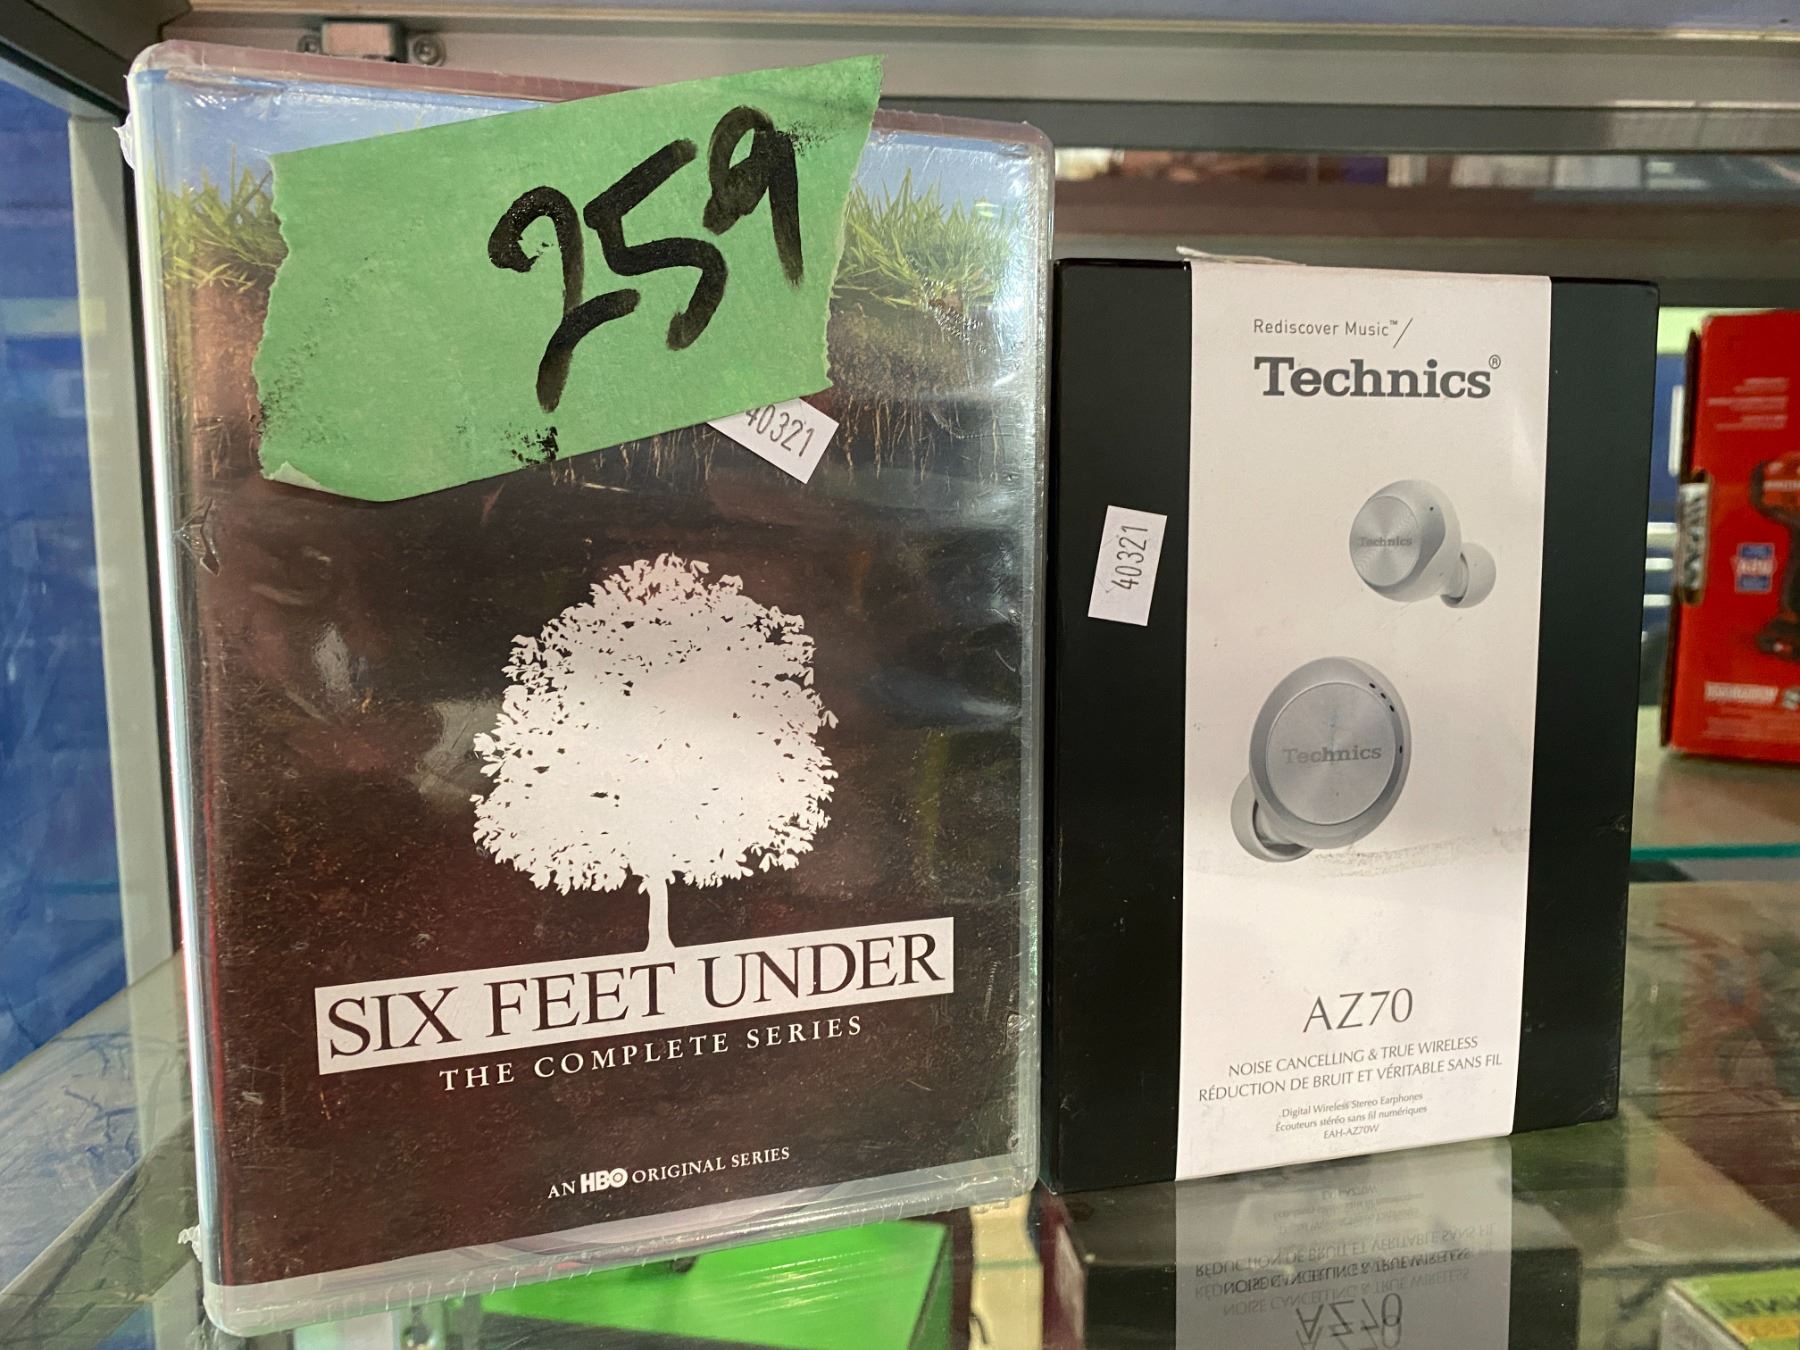 259
40321
SIX FEET UNDER
THE COMPLETE SERIES
AN HBO ORIGINAL SERIES
Rediscover Music™/
Technics®
40321
Technics
Technics
AZ70
NOISE CANCELLING & TRUE WIRELESS
RÉDUCTION DE BRUIT ET VÉRITABLE SANS FIL
Digital Wireless Stereo Earphones
Écouteurs stéréo sans fil numériques
EAH-AZ70W